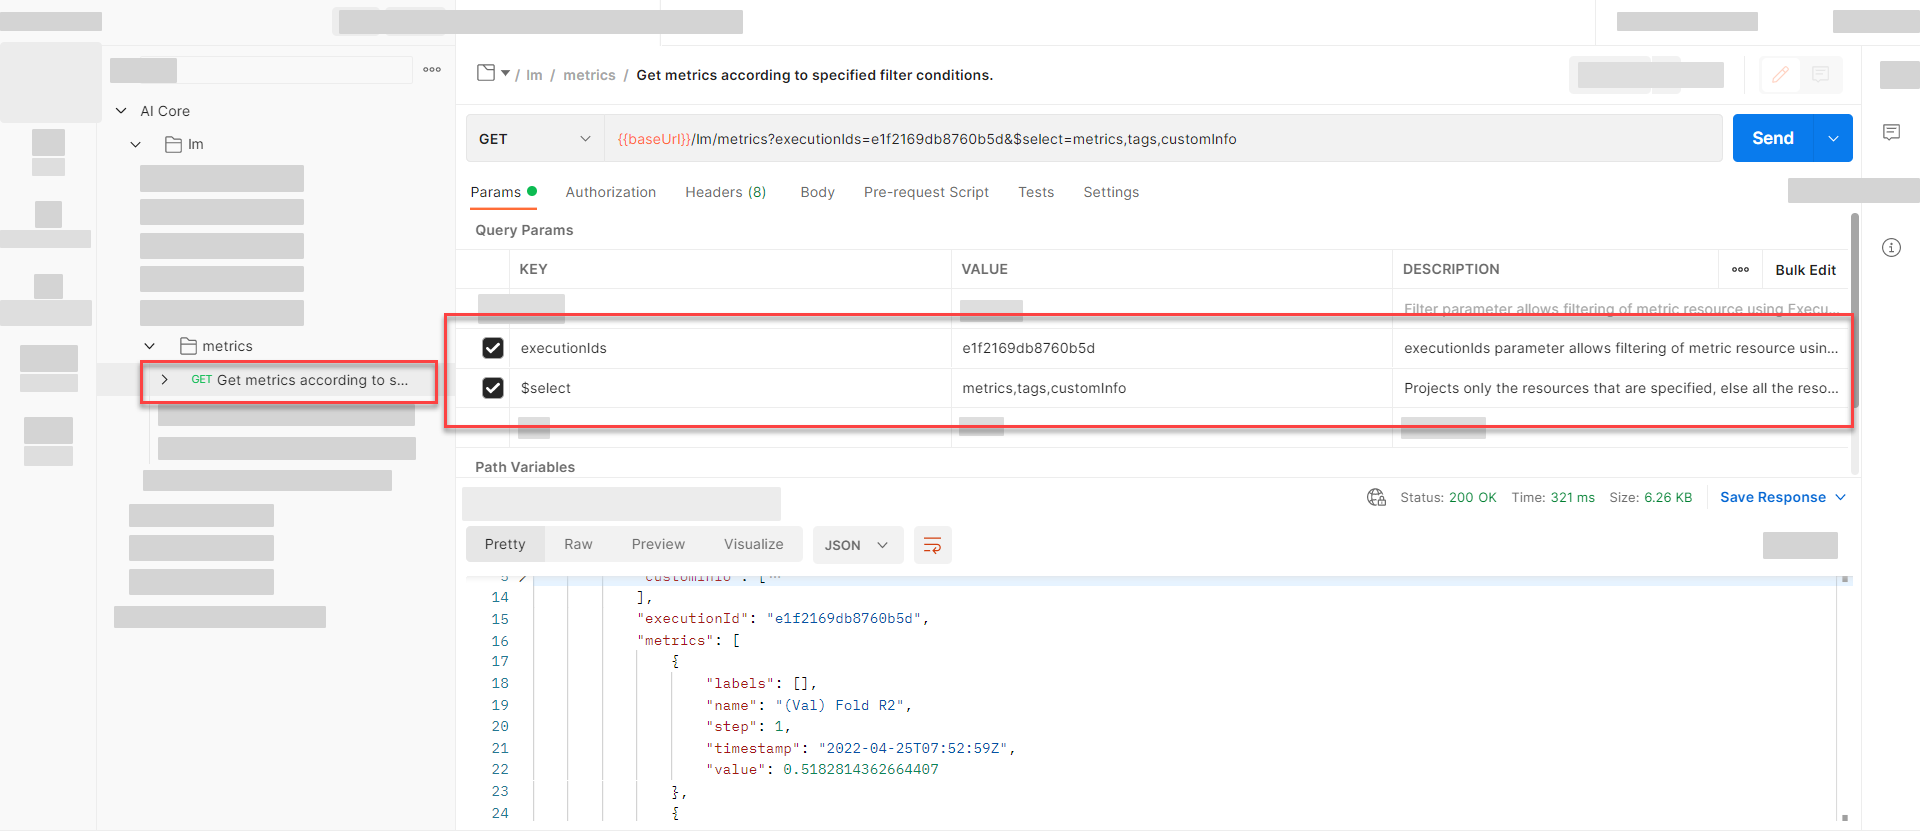 AI Core
lm
metrics
GET Get metrics according to s...
/ lm / metrics / Get metrics according to specified filter conditions.
GET
{{baseUrl}}/lm/metrics?executionIds=e1f2169db8760b5d&$select=metrics,tags,customInfo
Send
Params Authorization Headers (8) Body Pre-request Script Tests Settings
Query Params
KEY VALUE DESCRIPTION Bulk Edit
Filter parameter allows filtering of metric resource using Execu...
executionIds e1f2169db8760b5d executionIds parameter allows filtering of metric resource usin...
$select metrics,tags,customInfo Projects only the resources that are specified, else all the reso...
Path Variables
Status: 200 OK Time: 321 ms Size: 6.26 KB Save Response
Pretty Raw Preview Visualize JSON
5 "customInfo": [...
14 ],
15 "executionId": "e1f2169db8760b5d",
16 "metrics": [
17 {
18 "labels": [],
19 "name": "(Val) Fold R2",
20 "step": 1,
21 "timestamp": "2022-04-25T07:52:59Z",
22 "value": 0.5182814362664407
23 },
24 {